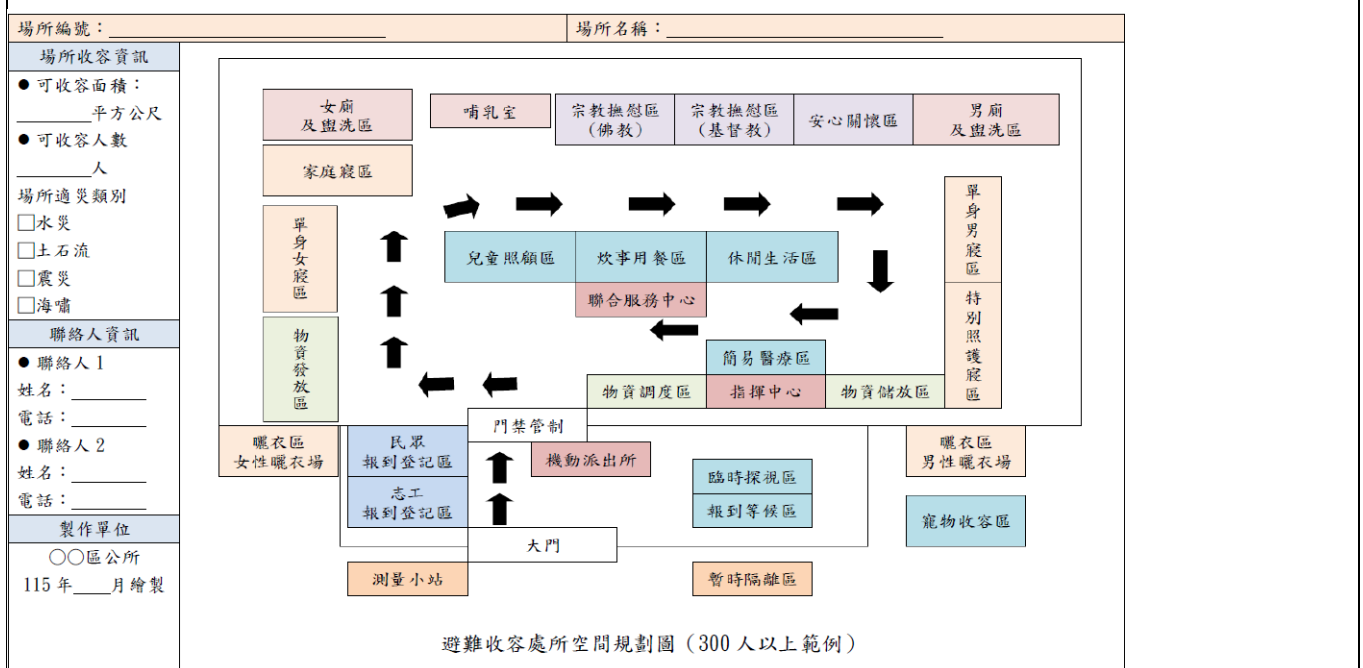 場所編號：
場所名稱：
場所收容資訊
● 可收容面積：
平方公尺
● 可收容人數
人
場所適災類別
□水災
□土石流
□震災
□海嘯
聯絡人資訊
● 聯絡人 1
姓名：
電話：
● 聯絡人 2
姓名：
電話：
製作單位
○○區公所
115 年____月繪製
女廁
及盥洗區
哺乳室
宗教撫慰區
(佛教)
宗教撫慰區
(基督教)
安心關懷區
男廁
及盥洗區
家庭寢區
單身女寢區
單身男寢區
兒童照顧區
炊事用餐區
休閒生活區
聯合服務中心
特別照護寢區
物資發放區
簡易醫療區
物資調度區
指揮中心
物資儲放區
門禁管制
曬衣區
女性曬衣場
民眾
報到登記區
機動派出所
曬衣區
男性曬衣場
臨時探視區
志工
報到登記區
報到等候區
寵物收容區
大門
測量小站
暫時隔離區
避難收容處所空間規劃圖（300 人以上範例）